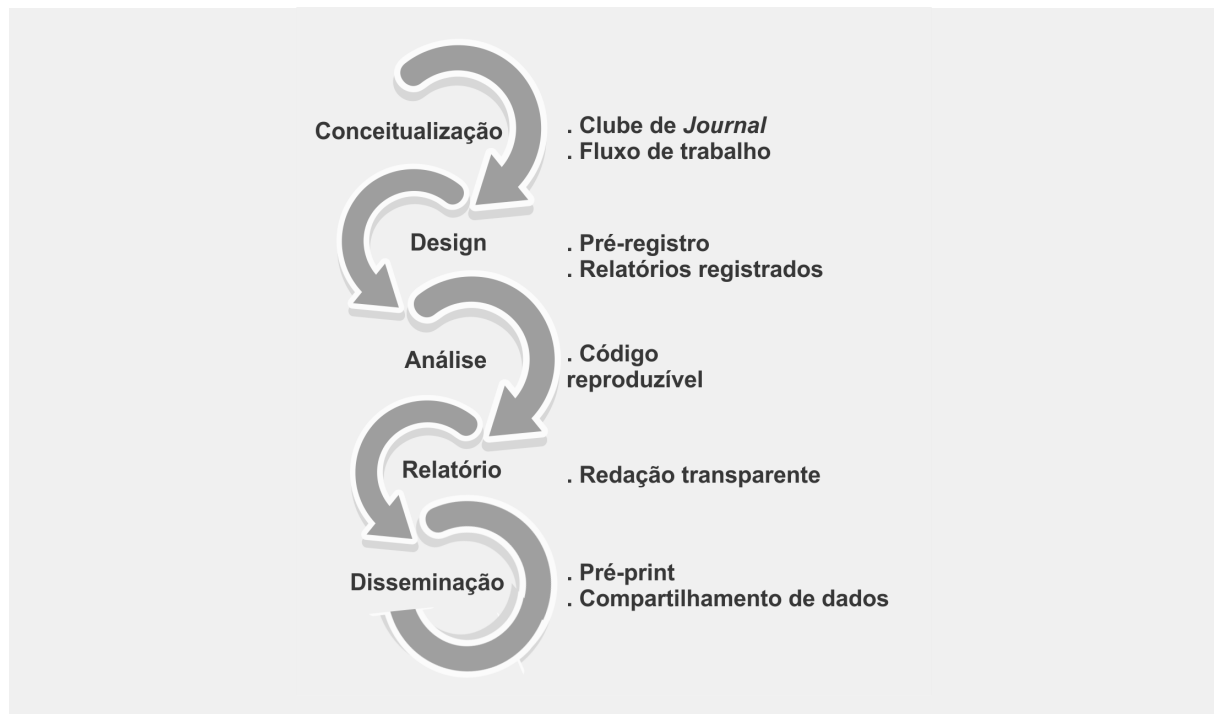 Conceitualização
. Clube de Journal
. Fluxo de trabalho
Design
. Pré-registro
. Relatórios registrados
Análise
. Código
reproduzível
Relatório
. Redação transparente
Disseminação
. Pré-print
. Compartilhamento de dados